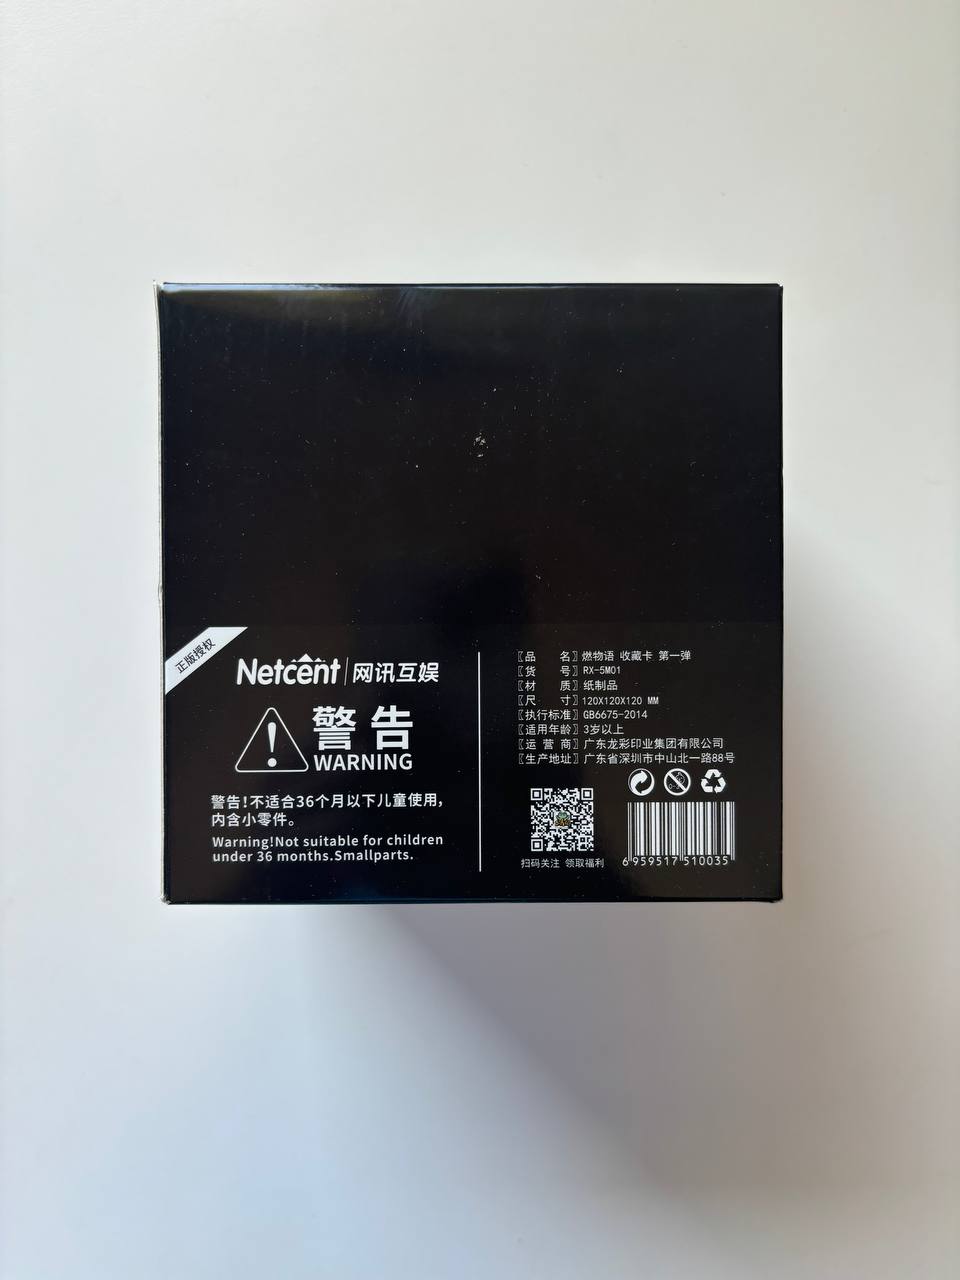 正版授权
Netcent 网讯互娱
警告
WARNING
警告!不适合36个月以下儿童使用,
内含小零件。
Warning!Not suitable for children
under 36 months.Smallparts.
〖品 名〗燃物语 收藏卡 第一弹
〖货 号〗RX-5M01
〖材 质〗纸制品
〖尺 寸〗120X120X120 MM
〖执行标准〗GB6675-2014
〖适用年龄〗3岁以上
〖运 营 商〗广东龙彩印业集团有限公司
〖生产地址〗广东省深圳市中山北一路88号
0-3
扫码关注 领取福利
6 959517 510035